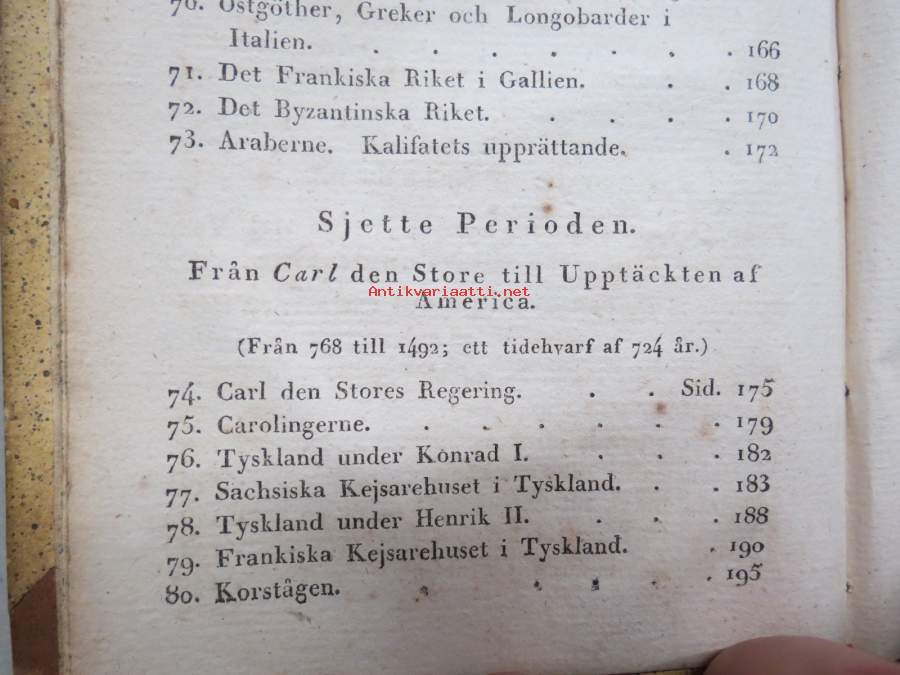 70. Ostgöther, Greker och Longobarder i
Italien. . . . . . . . 166
71. Det Frankiska Riket i Gallien. . . 168
72. Det Byzantinska Riket. . . . . 170
73. Araberne. Kalifatets upprättande. . 172
Sjette Perioden.
Från Carl den Store till Upptäckten af
Antikvariaatti.net
America.
(Från 768 till 1492; ett tidehvarf af 724 år.)
74. Carl den Stores Regering. . . Sid. 175
75. Carolingerne. . . . . . . 179
76. Tyskland under Konrad I. . . . 182
77. Sachsiska Kejsarehuset i Tyskland. . . 183
78. Tyskland under Henrik II. . . . 188
79. Frankiska Kejsarehuset i Tyskland. . 190
80. Korstågen. . . . . . 195